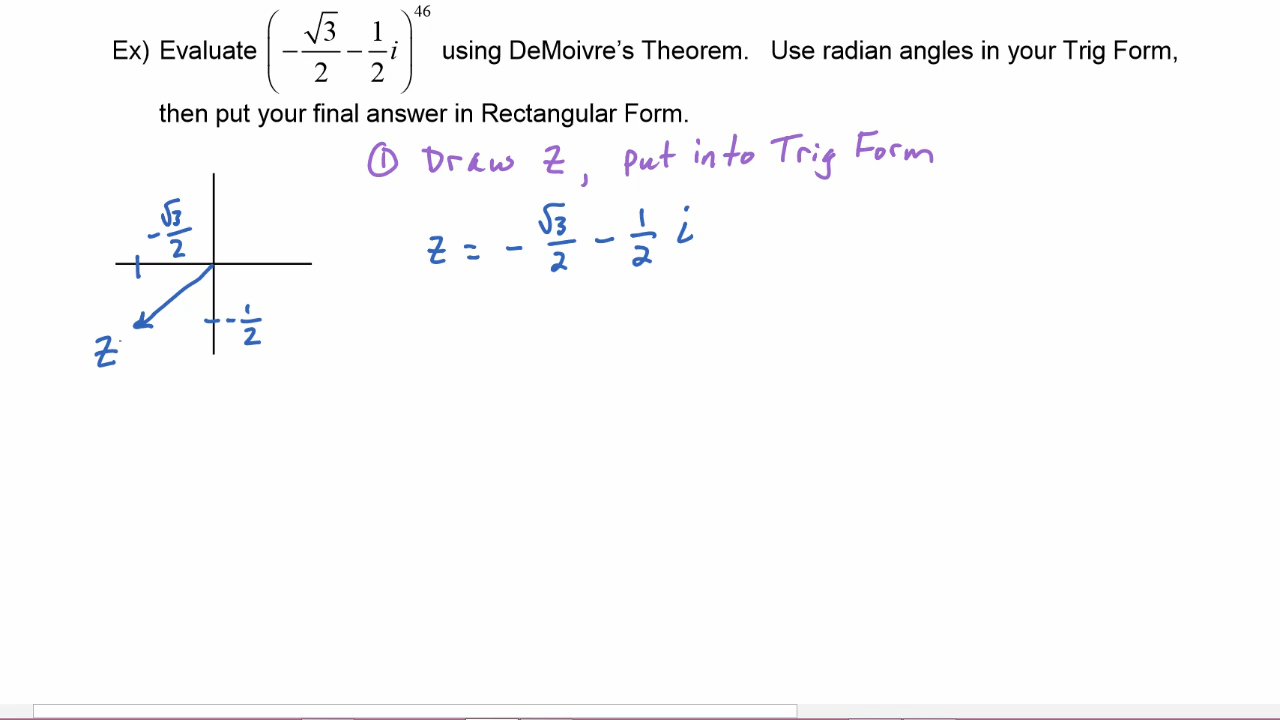 Ex) Evaluate (-√3/2 - 1/2 i)^46 using DeMoivre's Theorem. Use radian angles in your Trig Form,
then put your final answer in Rectangular Form.
① Draw Z, put into Trig Form
z = - √3/2 - 1/2 i
-√3/2
-1/2
Z